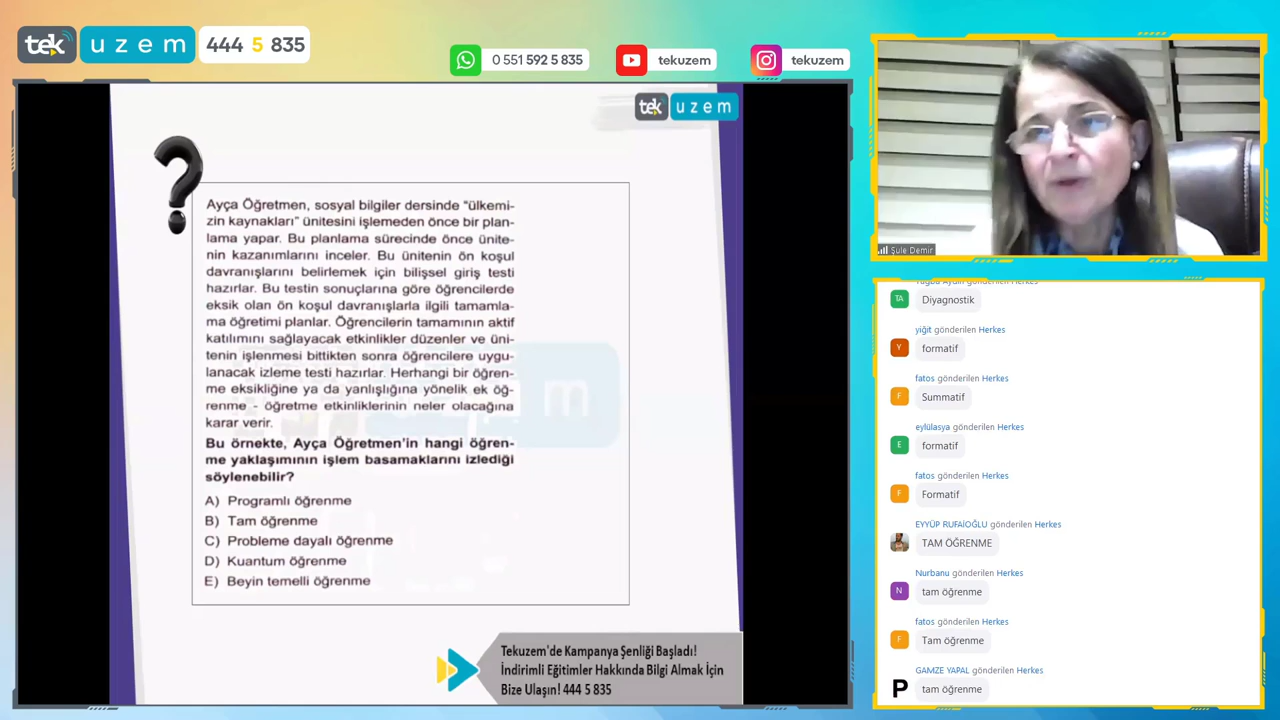 tek uzem 444 5 835
0 551 592 5 835
tekuzem
tekuzem
tek uzem
Ayça Öğretmen, sosyal bilgiler dersinde “ülkemi-
zin kaynakları” ünitesini işlemeden önce bir plan-
lama yapar. Bu planlama sürecinde önce ünite-
nin kazanımlarını inceler. Bu ünitenin ön koşul
davranışlarını belirlemek için bilişsel giriş testi
hazırlar. Bu testin sonuçlarına göre öğrencilerde
eksik olan ön koşul davranışlarla ilgili tamamla-
ma öğretimi planlar. Öğrencilerin tamamının aktif
katılımını sağlayacak etkinlikler düzenler ve üni-
tenin işlenmesi bittikten sonra öğrencilere uygu-
lanacak izleme testi hazırlar. Herhangi bir öğren-
me eksikliğine ya da yanlışlığına yönelik ek öğ-
renme - öğretme etkinliklerinin neler olacağına
karar verir.
Bu örnekte, Ayça Öğretmen’in hangi öğren-
me yaklaşımının işlem basamaklarını izlediği
söylenebilir?
A) Programlı öğrenme
B) Tam öğrenme
C) Probleme dayalı öğrenme
D) Kuantum öğrenme
E) Beyin temelli öğrenme
Tekuzem'de Kampanya Şenliği Başladı!
İndirimli Eğitimler Hakkında Bilgi Almak İçin
Bize Ulaşın! 444 5 835
Şule Demir
TA
Diyagnostik
yiğit gönderilen Herkes
Y
formatif
fatos gönderilen Herkes
F
Summatif
eylülasya gönderilen Herkes
E
formatif
fatos gönderilen Herkes
F
Formatif
EYYÜP RUFAİOĞLU gönderilen Herkes
TAM ÖĞRENME
Nurbanu gönderilen Herkes
N
tam öğrenme
fatos gönderilen Herkes
F
Tam öğrenme
GAMZE YAPAL gönderilen Herkes
P
tam öğrenme